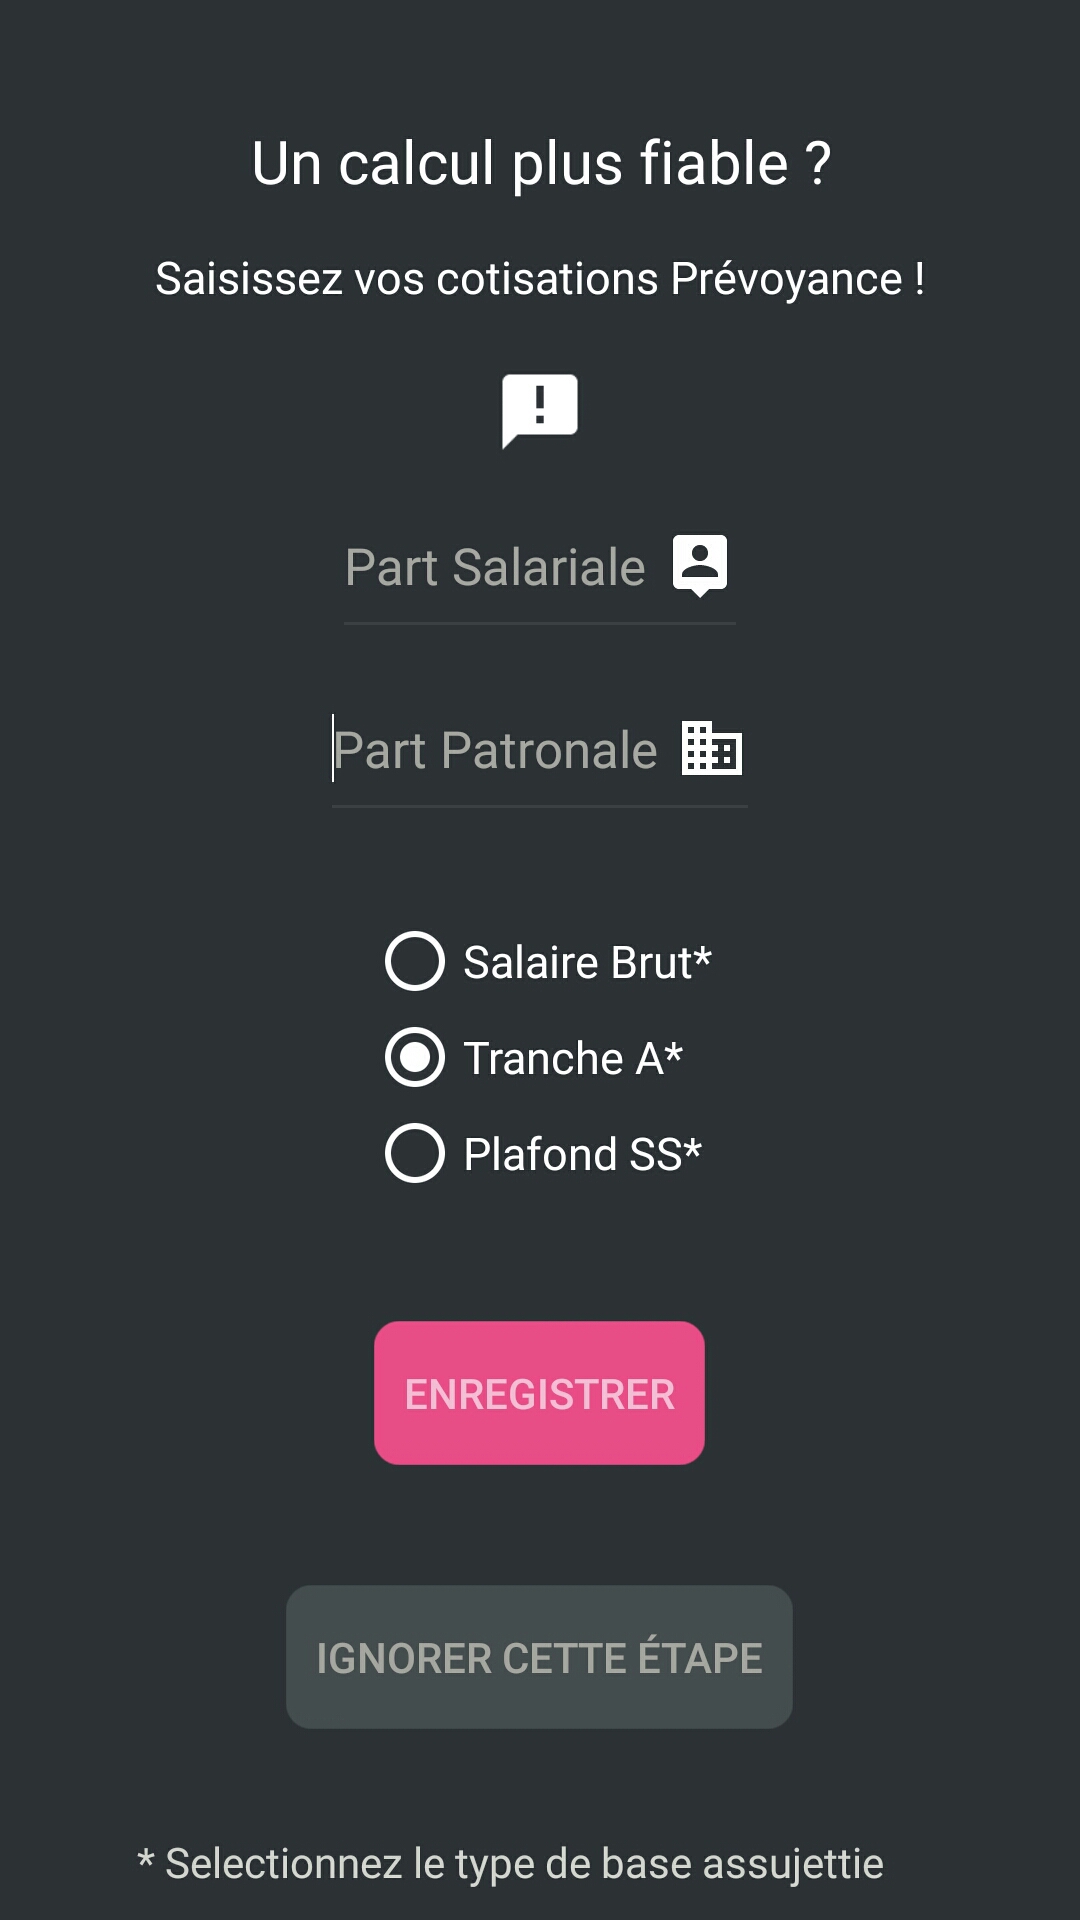 Un calcul plus fiable ?
Saisissez vos cotisations Prévoyance !
Part Salariale
Part Patronale
Salaire Brut*
Tranche A*
Plafond SS*
ENREGISTRER
IGNORER CETTE ÉTAPE
* Selectionnez le type de base assujettie